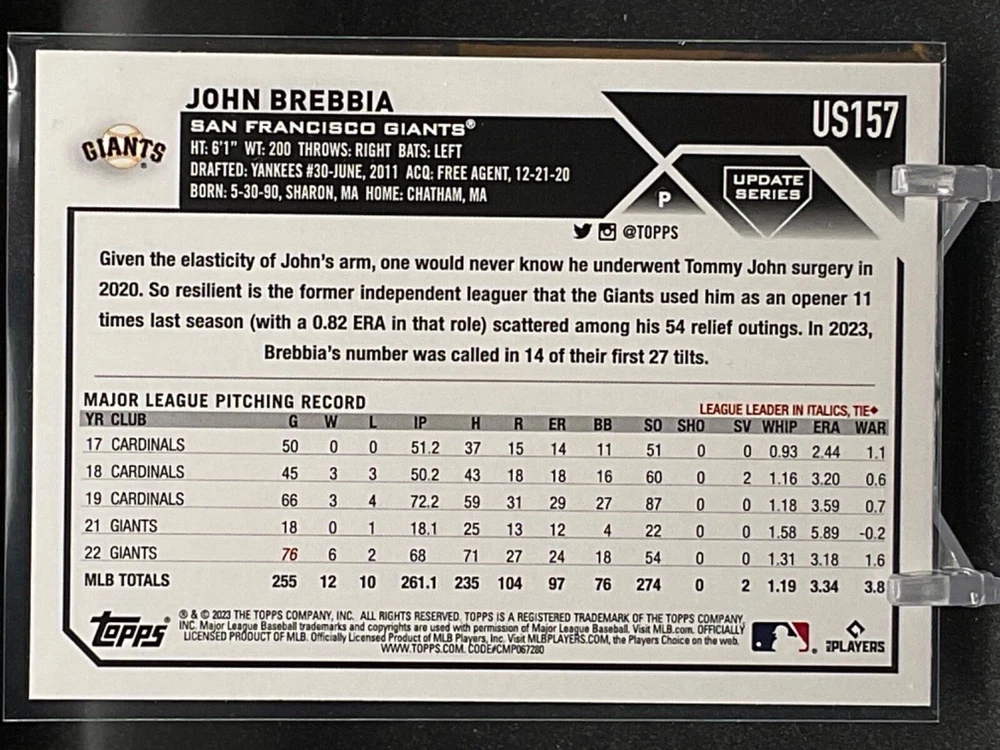 JOHN BREBBIA
US157
GIANTS
SAN FRANCISCO GIANTS®
HT: 6'1" WT: 200 THROWS: RIGHT BATS: LEFT
DRAFTED: YANKEES #30-JUNE, 2011 ACQ: FREE AGENT, 12-21-20
BORN: 5-30-90, SHARON, MA HOME: CHATHAM, MA
P
UPDATE
SERIES
@TOPPS
Given the elasticity of John's arm, one would never know he underwent Tommy John surgery in
2020. So resilient is the former independent leaguer that the Giants used him as an opener 11
times last season (with a 0.82 ERA in that role) scattered among his 54 relief outings. In 2023,
Brebbia's number was called in 14 of their first 27 tilts.
MAJOR LEAGUE PITCHING RECORD
LEAGUE LEADER IN ITALICS, TIE◆
YR CLUB G W L IP H R ER BB SO SHO SV WHIP ERA WAR
17 CARDINALS 50 0 0 51.2 37 15 14 11 51 0 0 0.93 2.44 1.1
18 CARDINALS 45 3 3 50.2 43 18 18 16 60 0 2 1.16 3.20 0.6
19 CARDINALS 66 3 4 72.2 59 31 29 27 87 0 0 1.18 3.59 0.7
21 GIANTS 18 0 1 18.1 25 13 12 4 22 0 0 1.58 5.89 -0.2
22 GIANTS 76 6 2 68 71 27 24 18 54 0 0 1.31 3.18 1.6
MLB TOTALS 255 12 10 261.1 235 104 97 76 274 0 2 1.19 3.34 3.8
Topps®
® & © 2023 THE TOPPS COMPANY, INC. ALL RIGHTS RESERVED. TOPPS IS A REGISTERED TRADEMARK OF THE TOPPS COMPANY,
INC. Major League Baseball trademarks and copyrights are used with permission of Major League Baseball. Visit MLB.com. OFFICIALLY
LICENSED PRODUCT OF MLB. Officially Licensed Product of MLB Players, Inc. Visit MLBPLAYERS.COM, the Players Choice on the web.
WWW.TOPPS.COM. CODE#CMP067280
MLB PLAYERS